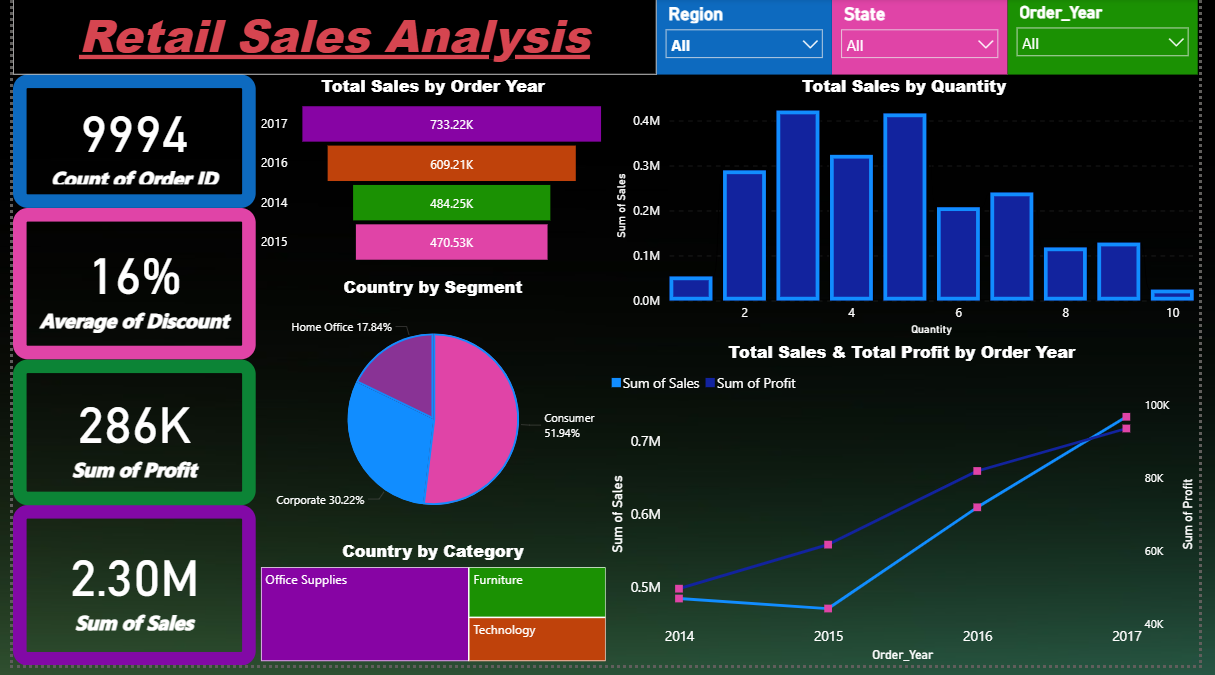 Retail Sales Analysis
Region
All
State
All
Order_Year
All
9994
Count of Order ID
16%
Average of Discount
286K
Sum of Profit
2.30M
Sum of Sales
Total Sales by Order Year
2017
733.22K
2016
609.21K
2014
484.25K
2015
470.53K
Country by Segment
Home Office 17.84%
Consumer
51.94%
Corporate 30.22%
Country by Category
Office Supplies
Furniture
Technology
Total Sales by Quantity
Sum of Sales
0.4M
0.3M
0.2M
0.1M
0.0M
2
4
6
8
10
Quantity
Total Sales & Total Profit by Order Year
Sum of Sales
Sum of Profit
Sum of Sales
0.7M
0.6M
0.5M
100K
80K
60K
40K
Sum of Profit
2014
2015
2016
2017
Order_Year